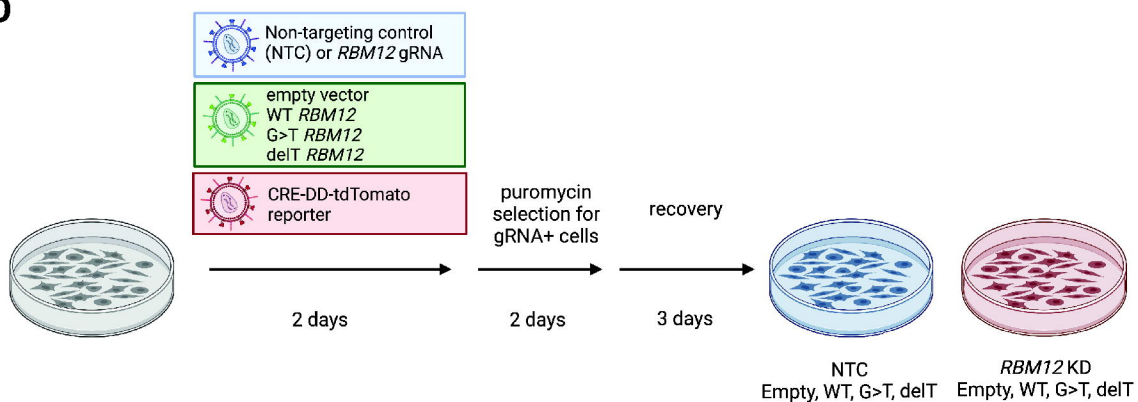 Non-targeting control
(NTC) or RBM12 gRNA
empty vector
WT RBM12
G>T RBM12
delT RBM12
CRE-DD-tdTomato
reporter
puromycin
selection for
gRNA+ cells
recovery
2 days
2 days
3 days
NTC
Empty, WT, G>T, delT
RBM12 KD
Empty, WT, G>T, delT